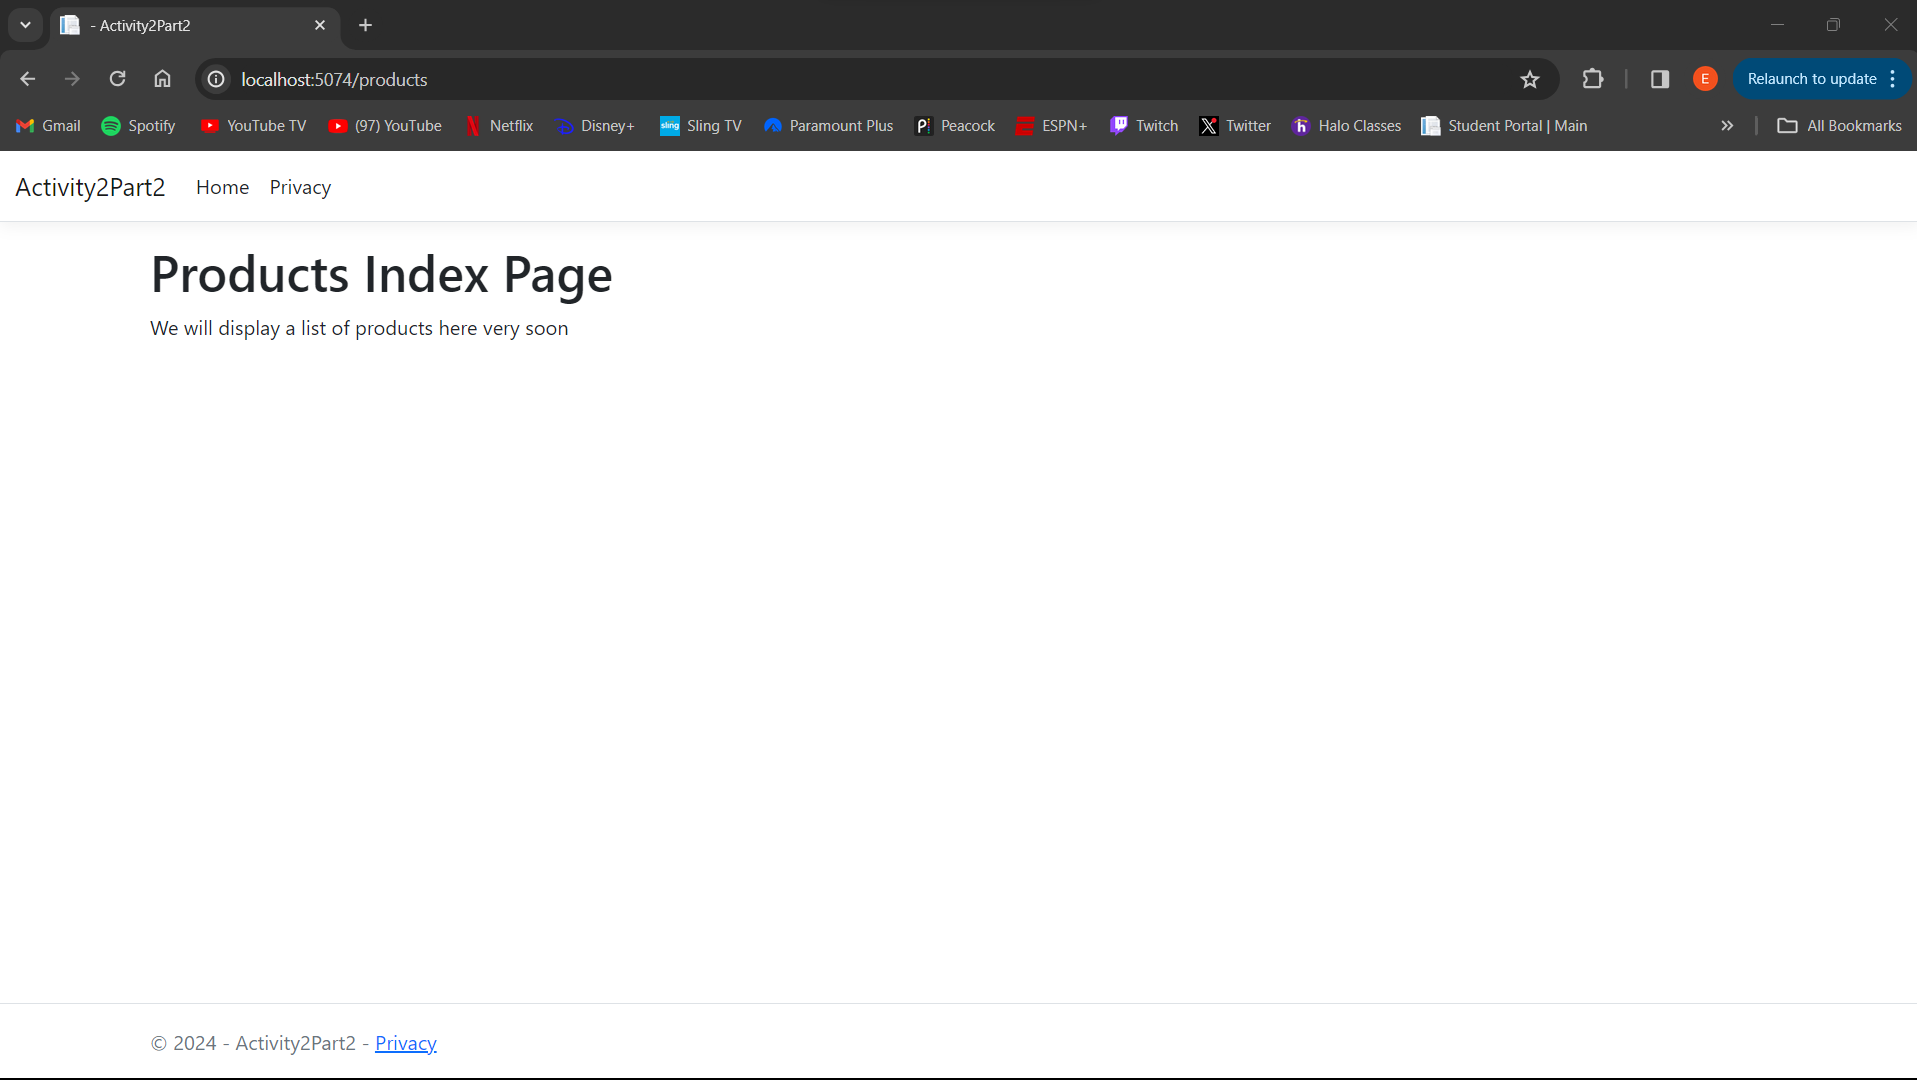 - Activity2Part2
localhost:5074/products
E
Relaunch to update
Gmail Spotify YouTube TV (97) YouTube Netflix Disney+ sling Sling TV Paramount Plus Peacock ESPN+ Twitch Twitter Halo Classes Student Portal | Main » All Bookmarks
Activity2Part2 Home Privacy
Products Index Page
We will display a list of products here very soon
© 2024 - Activity2Part2 - Privacy